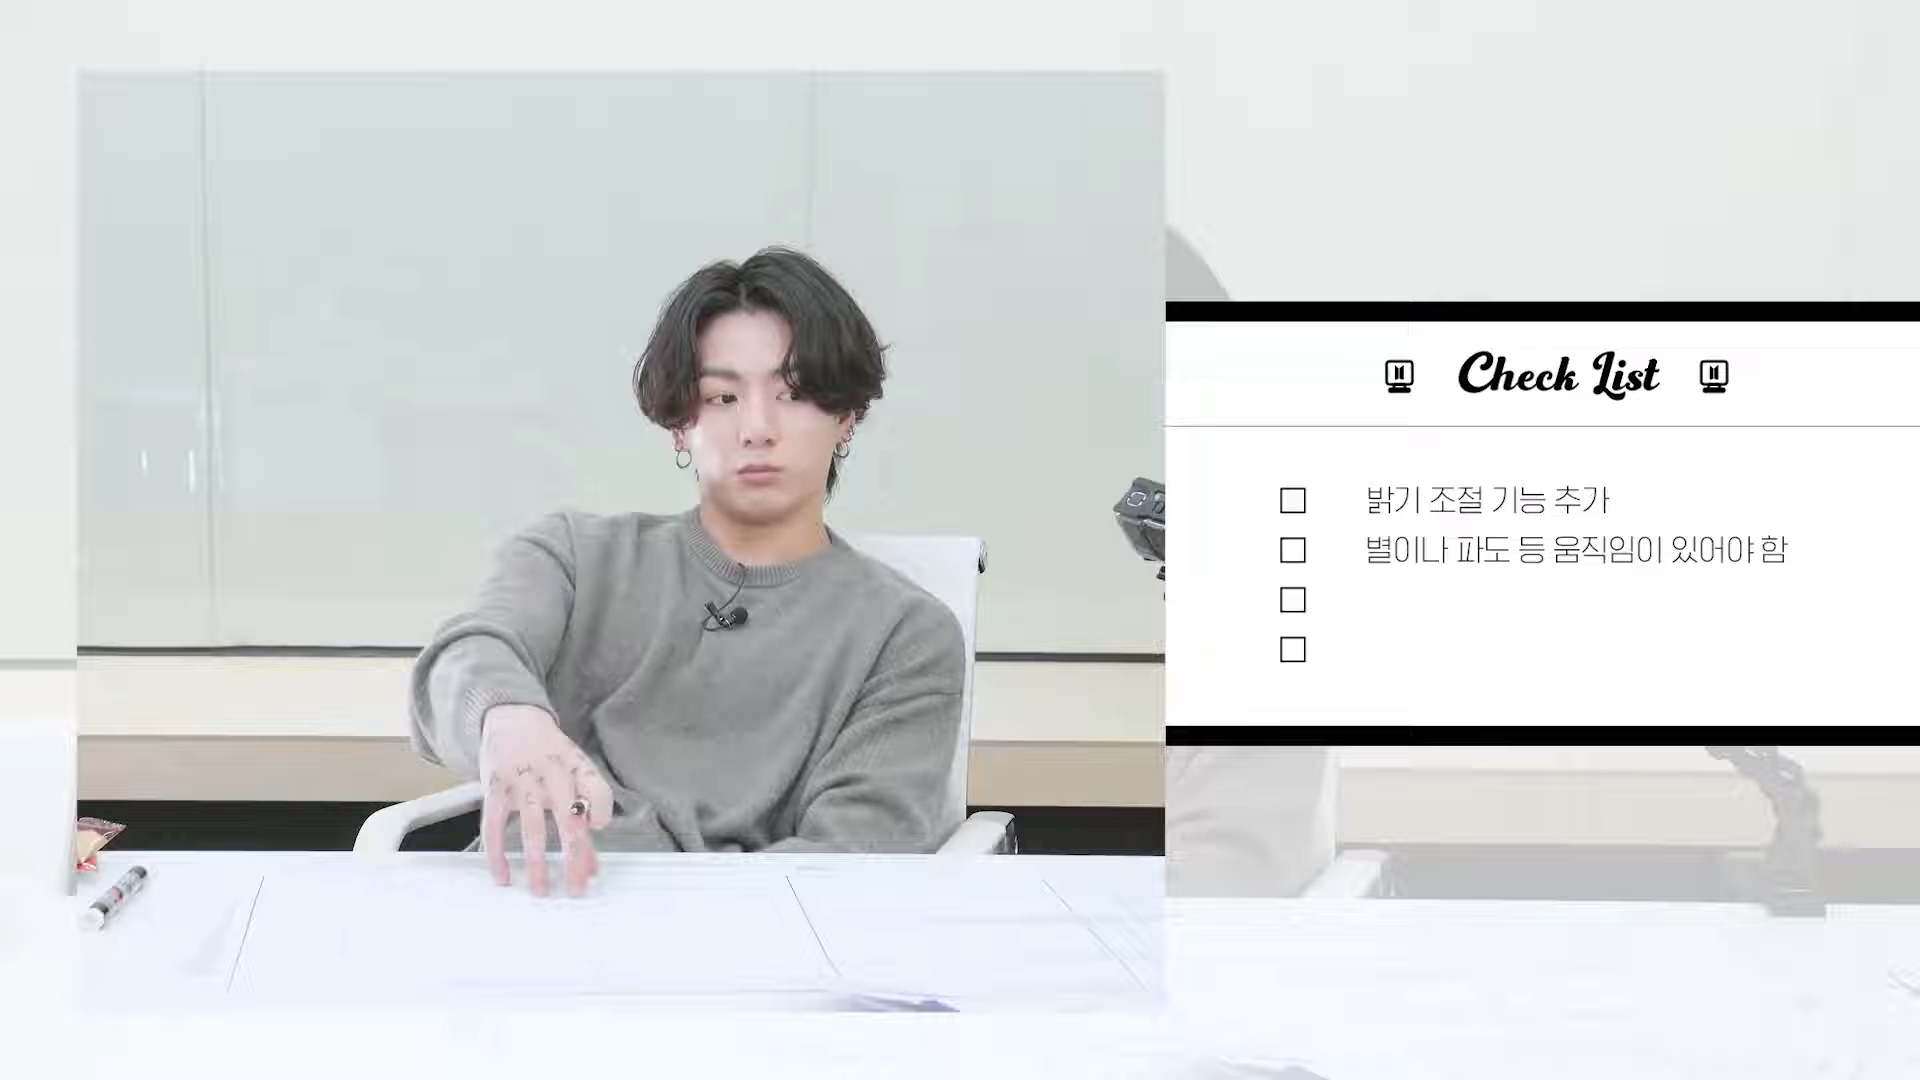 Check List
밝기 조절 기능 추가
별이나 파도 등 움직임이 있어야 함